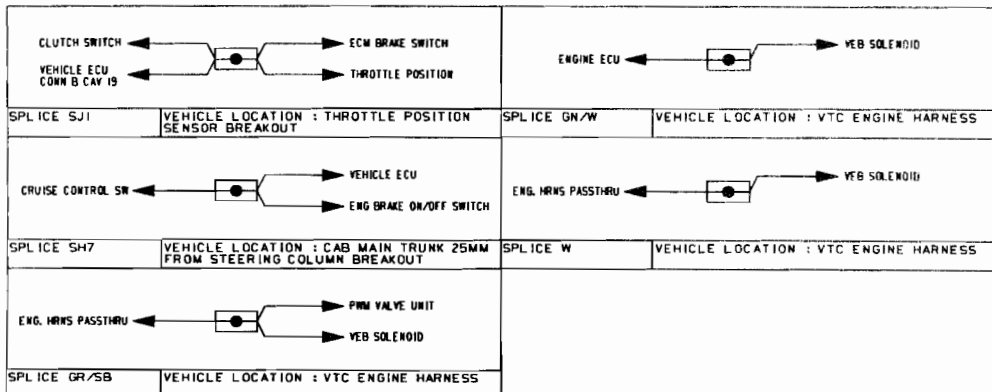 CLUTCH SWITCH
ECM BRAKE SWITCH
VEHICLE ECU
CONN B CAV 19
THROTTLE POSITION
SPLICE SJ1
VEHICLE LOCATION : THROTTLE POSITION
SENSOR BREAKOUT
ENGINE ECU
VEB SOLENOID
SPLICE GN/W
VEHICLE LOCATION : VTC ENGINE HARNESS
CRUISE CONTROL SW
VEHICLE ECU
ENG BRAKE ON/OFF SWITCH
SPLICE SH7
VEHICLE LOCATION : CAB MAIN TRUNK 25MM
FROM STEERING COLUMN BREAKOUT
ENG. HRNS PASSTHRU
VEB SOLENOID
SPLICE W
VEHICLE LOCATION : VTC ENGINE HARNESS
ENG. HRNS PASSTHRU
PWM VALVE UNIT
VEB SOLENOID
SPLICE GR/SB
VEHICLE LOCATION : VTC ENGINE HARNESS